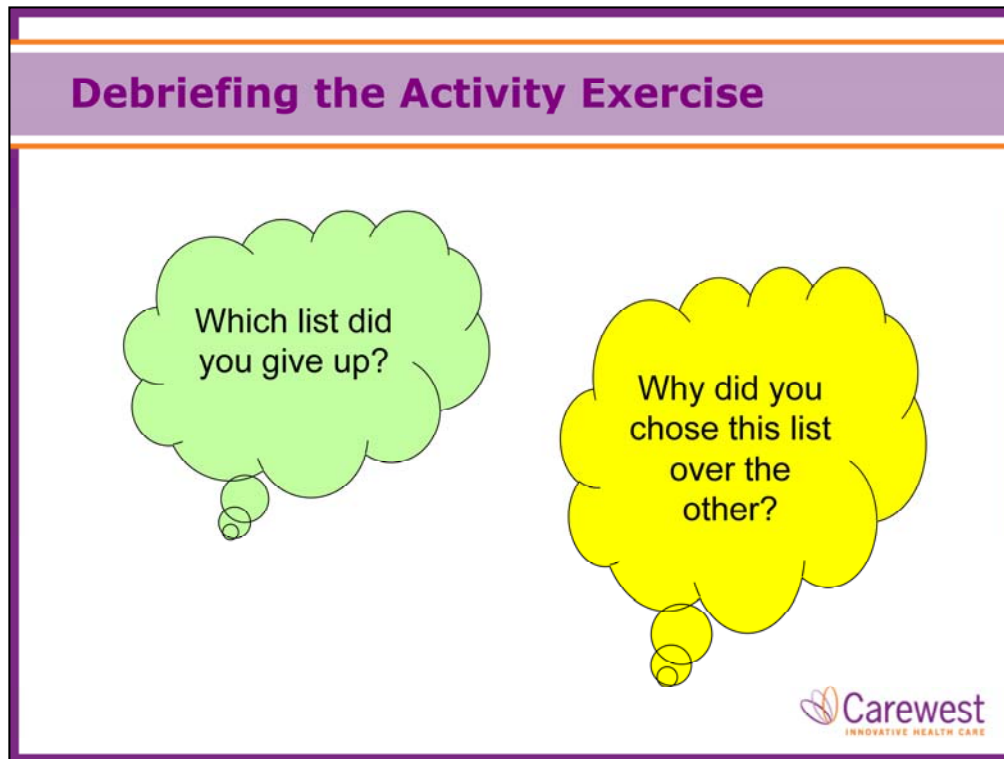 Debriefing the Activity Exercise
Which list did
you give up?
Why did you
chose this list
over the
other?
Carewest
INNOVATIVE HEALTH CARE